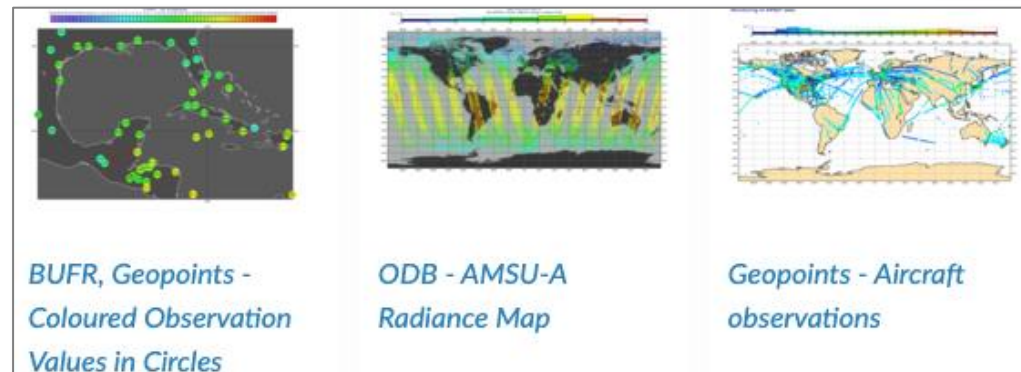 BUFR, Geopoints -
Coloured Observation
Values in Circles
ODB - AMSU-A
Radiance Map
Geopoints - Aircraft
observations